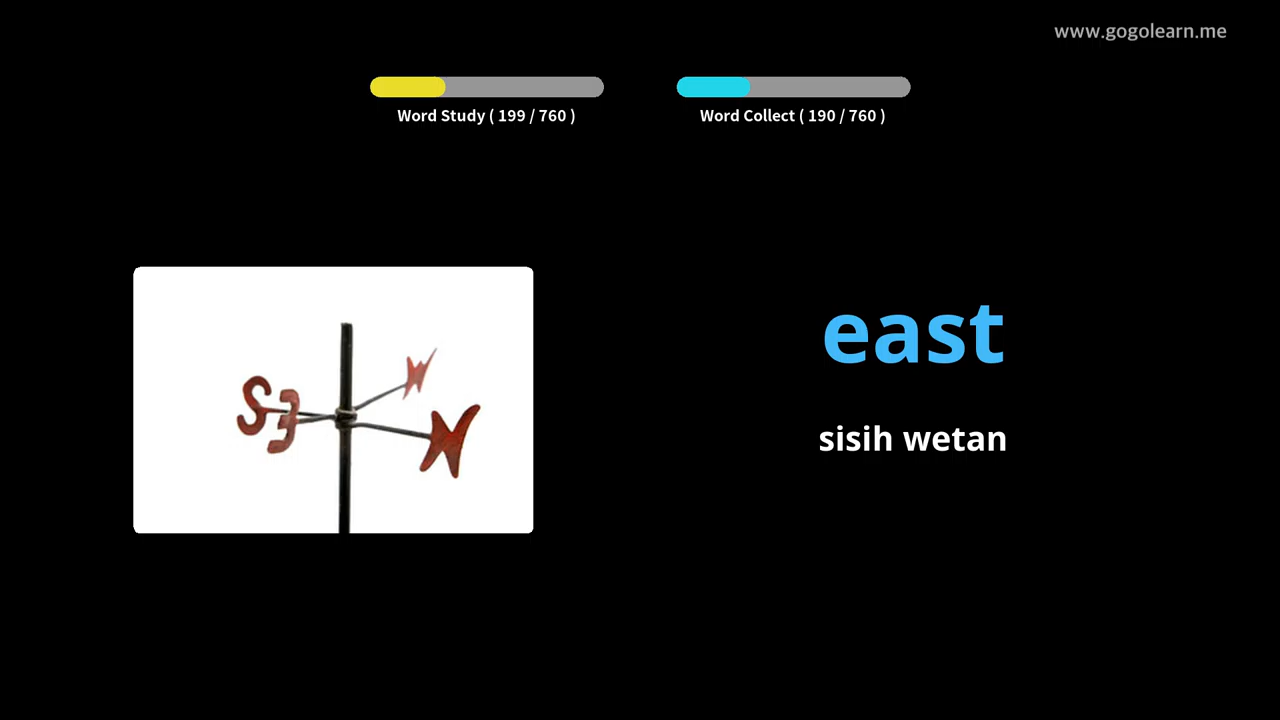 www.gogolearn.me
Word Study ( 199 / 760 )
Word Collect ( 190 / 760 )
east
sisih wetan
S
E
N